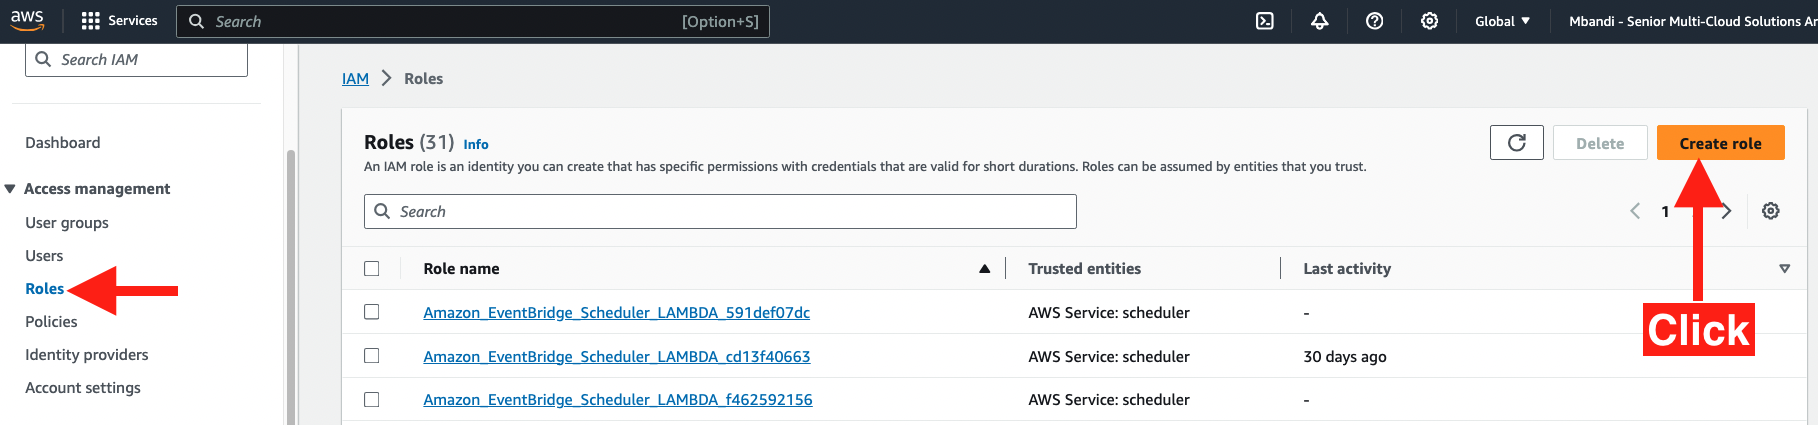 aws Services Search [Option+S] Global Mbandi - Senior Multi-Cloud Solutions Ar
Search IAM
Dashboard
Access management
User groups
Users
Roles
Policies
Identity providers
Account settings
IAM > Roles
Roles (31) Info
An IAM role is an identity you can create that has specific permissions with credentials that are valid for short durations. Roles can be assumed by entities that you trust.
Delete
Create role
Search
1
Role name Trusted entities Last activity
Amazon_EventBridge_Scheduler_LAMBDA_591def07dc AWS Service: scheduler -
Amazon_EventBridge_Scheduler_LAMBDA_cd13f40663 AWS Service: scheduler 30 days ago
Amazon_EventBridge_Scheduler_LAMBDA_f462592156 AWS Service: scheduler -
Click